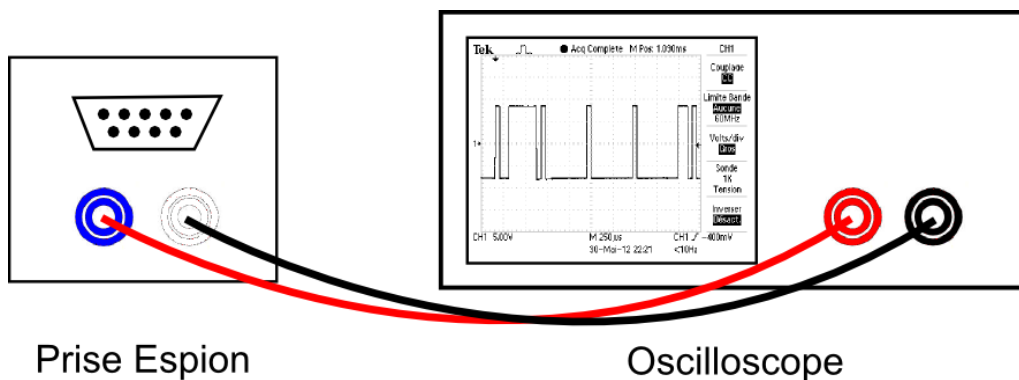 Tek
Acq Complete M Pos: 1.090ms
CH1
Couplage
CC
Limite Bande
Aucune
60MHz
Volts/div
Gros
Sonde
1X
Tension
Inverser
Désact.
1
CH1 5.00V
M 250µs
CH1
-400mV
30-Mai-12 22:21
<10Hz
Prise Espion
Oscilloscope